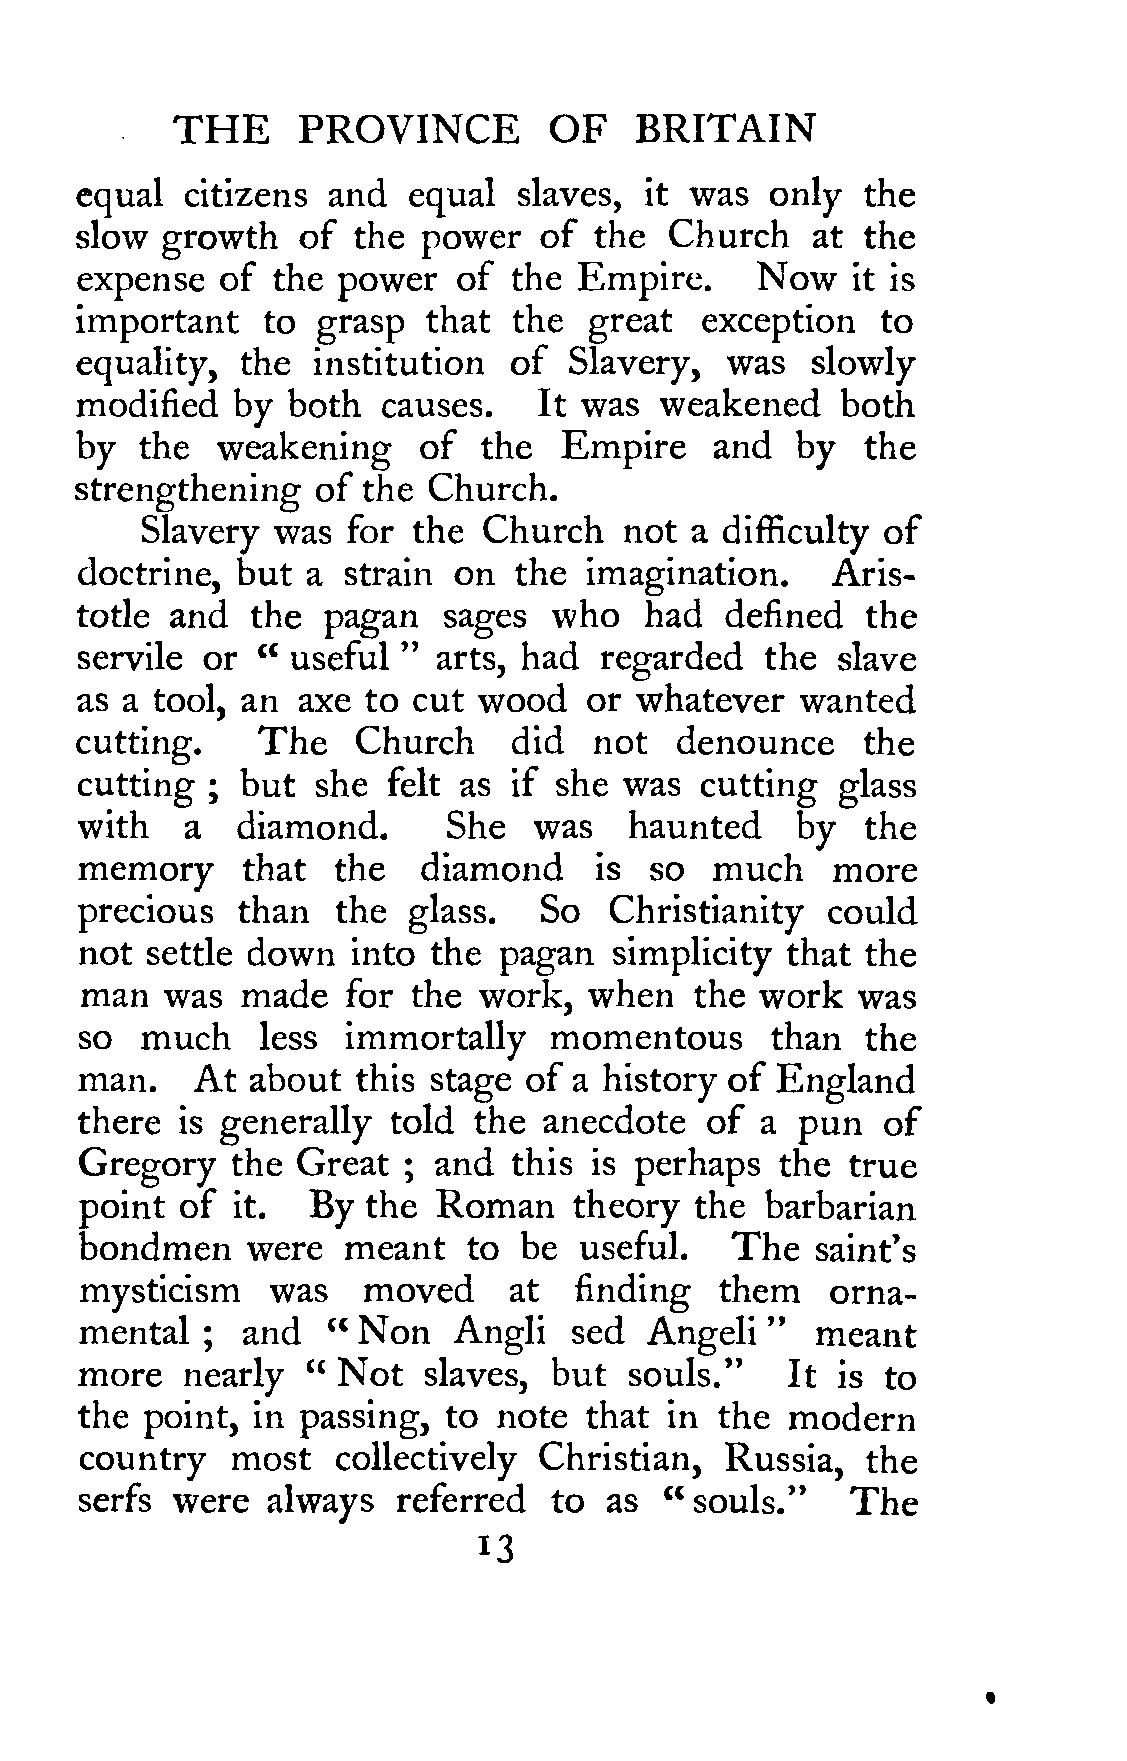 THE PROVINCE OF BRITAIN
equal citizens and equal slaves, it was only the
slow growth of the power of the Church at the
expense of the power of the Empire. Now it is
important to grasp that the great exception to
equality, the institution of Slavery, was slowly
modified by both causes. It was weakened both
by the weakening of the Empire and by the
strengthening of the Church.
Slavery was for the Church not a difficulty of
doctrine, but a strain on the imagination. Aris-
totle and the pagan sages who had defined the
servile or “ useful ” arts, had regarded the slave
as a tool, an axe to cut wood or whatever wanted
cutting. The Church did not denounce the
cutting ; but she felt as if she was cutting glass
with a diamond. She was haunted by the
memory that the diamond is so much more
precious than the glass. So Christianity could
not settle down into the pagan simplicity that the
man was made for the work, when the work was
so much less immortally momentous than the
man. At about this stage of a history of England
there is generally told the anecdote of a pun of
Gregory the Great ; and this is perhaps the true
point of it. By the Roman theory the barbarian
bondmen were meant to be useful. The saint’s
mysticism was moved at finding them orna-
mental ; and “ Non Angli sed Angeli ” meant
more nearly “ Not slaves, but souls.” It is to
the point, in passing, to note that in the modern
country most collectively Christian, Russia, the
serfs were always referred to as “ souls.” The
13